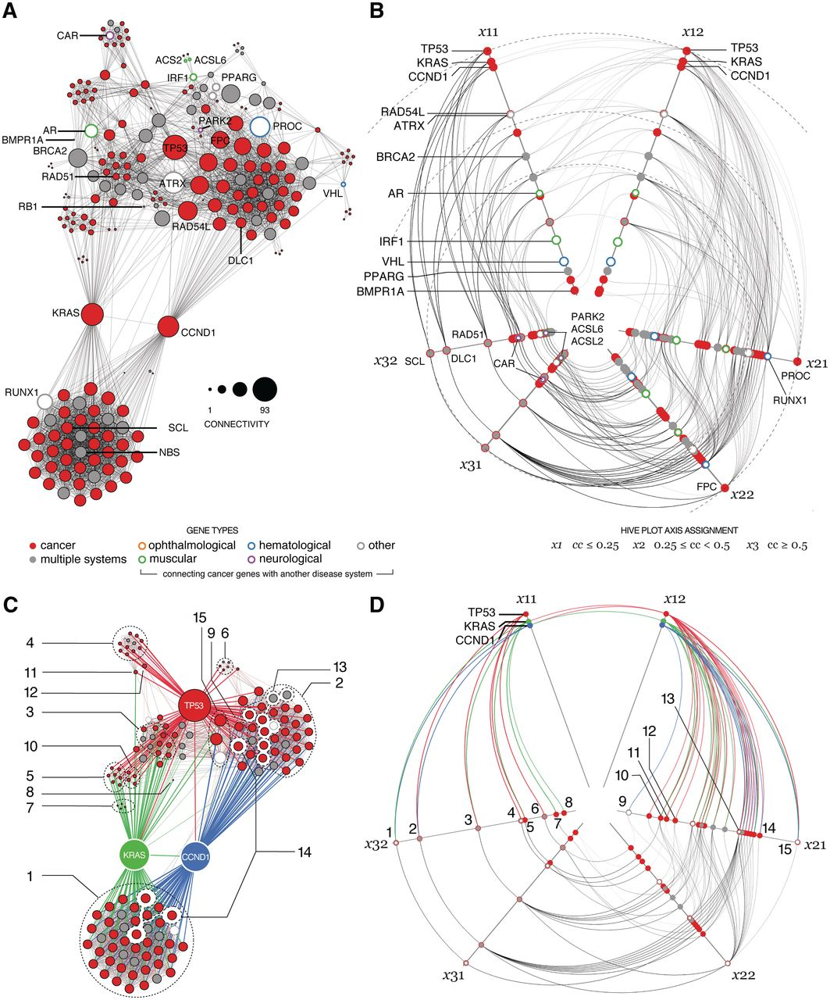 A
CAR
ACS2
ACSL6
IRF1
PPARG
PARK2
PROC
AR
BMPR1A
BRCA2
FPC
TP53
RAD51
ATRX
VHL
RB1
RAD54L
DLC1
KRAS
CCND1
RUNX1
SCL
NBS
1
93
CONNECTIVITY
B
x11
x12
TP53
KRAS
CCND1
TP53
KRAS
CCND1
RAD54L
ATRX
BRCA2
AR
IRF1
VHL
PPARG
BMPR1A
PARK2
ACSL6
ACSL2
RAD51
CAR
x32
SCL
DLC1
x31
x21
PROC
RUNX1
FPC
x22
GENE TYPES
cancer
ophthalmological
hematological
other
multiple systems
muscular
neurological
connecting cancer genes with another disease system
HIVE PLOT AXIS ASSIGNMENT
x1 cc ≤ 0.25 x2 0.25 ≤ cc < 0.5 x3 cc ≥ 0.5
C
15
9
6
4
11
12
3
10
5
8
7
13
2
TP53
KRAS
CCND1
14
1
D
x11
x12
TP53
KRAS
CCND1
13
12
11
10
9
1
2
3
4
5
6
7
8
14
15
x32
x21
x31
x22